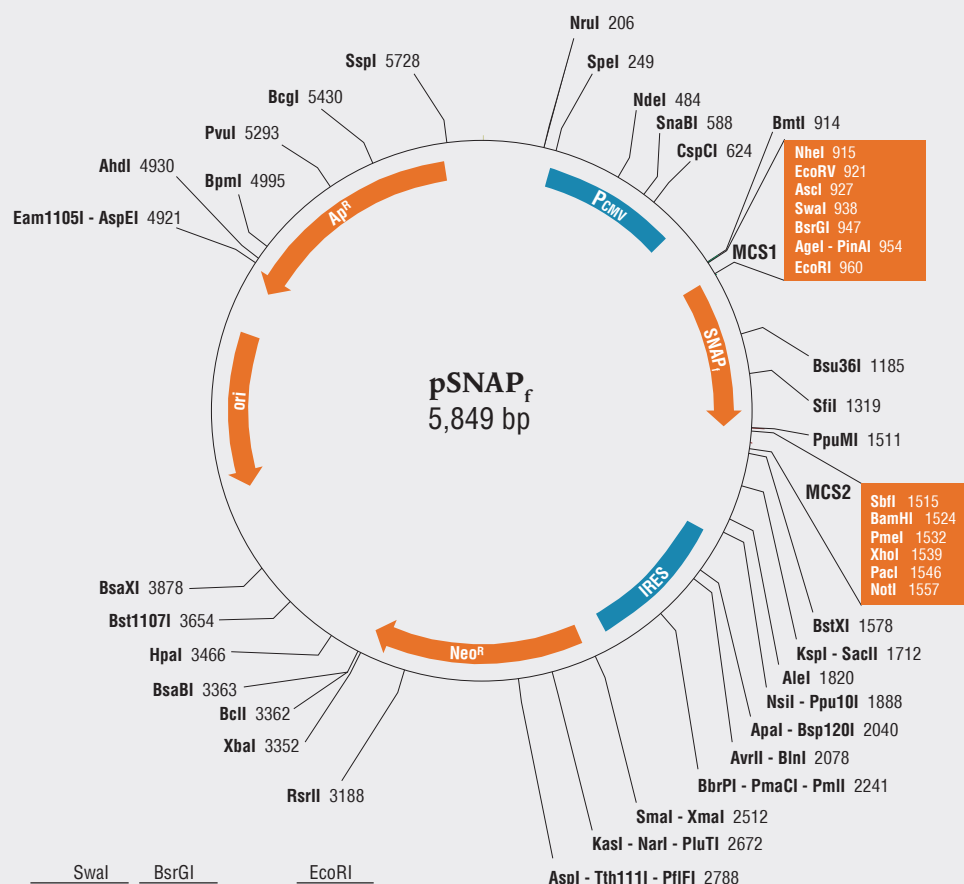 NruI 206
SpeI 249
SspI 5728
BcgI 5430
NdeI 484
SnaBI 588
BmtI 914
PvuI 5293
CspCI 624
NheI 915
EcoRV 921
AscI 927
SwaI 938
BsrGI 947
AgeI - PinAI 954
EcoRI 960
AhdI 4930
BpmI 4995
Eam1105I - AspEI 4921
MCS1
ApR
PCMV
SNAPf
Bsu36I 1185
SfiI 1319
PpuMI 1511
pSNAPf
5,849 bp
ori
MCS2
SbfI 1515
BamHI 1524
PmeI 1532
XhoI 1539
PacI 1546
NotI 1557
IRES
NeoR
BsaXI 3878
Bst1107I 3654
HpaI 3466
BsaBI 3363
BclI 3362
XbaI 3352
RsrII 3188
BstXI 1578
KspI - SacII 1712
AleI 1820
NsiI - Ppu10I 1888
ApaI - Bsp120I 2040
AvrII - BlnI 2078
BbrPI - PmaCI - PmlI 2241
SmaI - XmaI 2512
KasI - NarI - PluTI 2672
AspI - Tth111I - PflFI 2788
SwaI BsrGI EcoRI